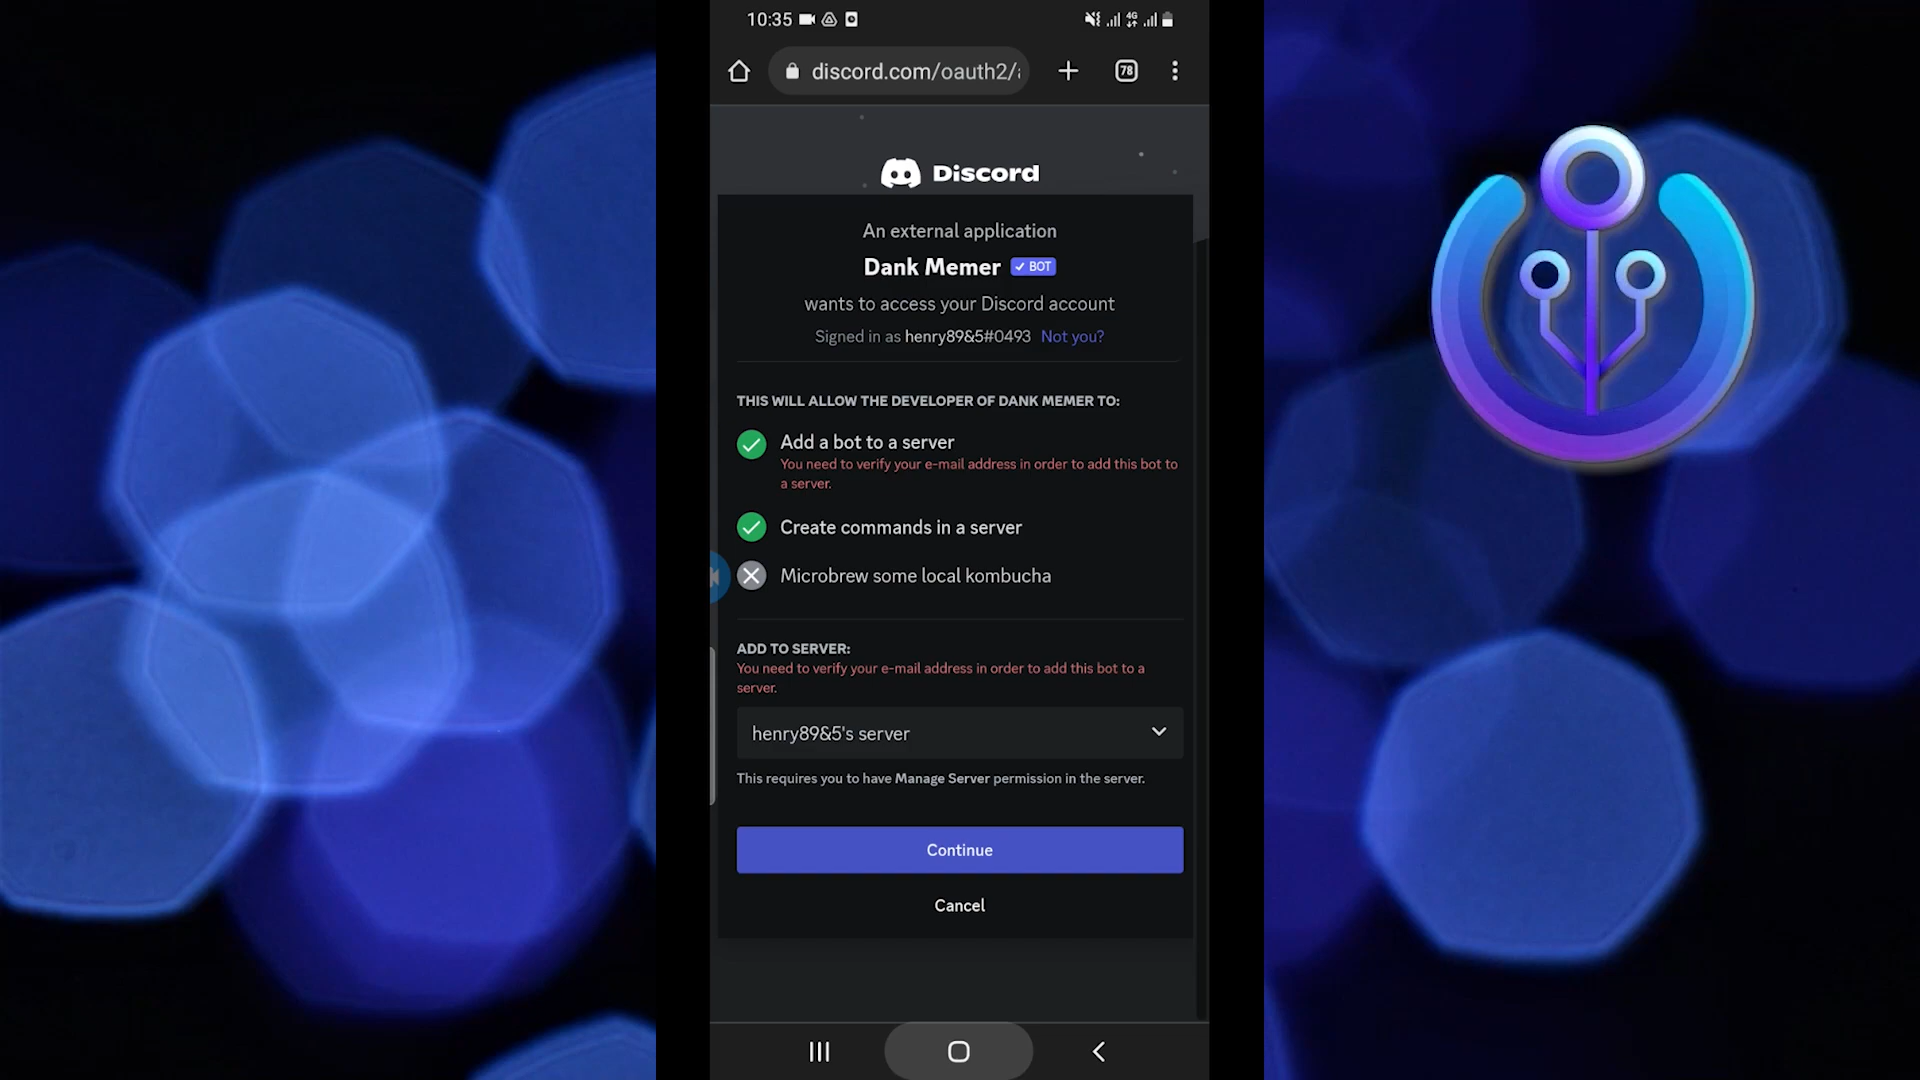 10:35
4G
discord.com/oauth2/
78
Discord
An external application
Dank Memer ✓ BOT
wants to access your Discord account
Signed in as henry89&5#0493 Not you?
THIS WILL ALLOW THE DEVELOPER OF DANK MEMER TO:
Add a bot to a server
You need to verify your e-mail address in order to add this bot to
a server.
Create commands in a server
Microbrew some local kombucha
ADD TO SERVER:
You need to verify your e-mail address in order to add this bot to a
server.
henry89&5's server
This requires you to have Manage Server permission in the server.
Continue
Cancel